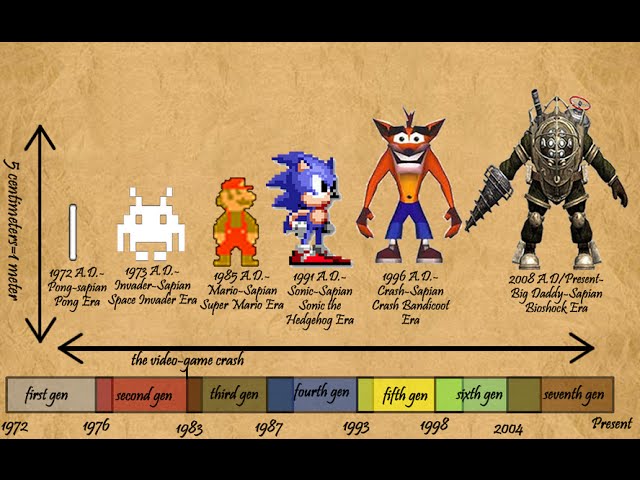 5 centimeters=1 meter
1972 A.D.~
Pong-sapian
Pong Era
1973 A.D.~
Invader-Sapian
Space Invader Era
1985 A.D.~
Mario-Sapian
Super Mario Era
1991 A.D.~
Sonic-Sapian
Sonic the
Hedgehog Era
1996 A.D.~
Crash-Sapian
Crash Bandicoot
Era
2008 A.D/Present~
Big Daddy-Sapian
Bioshock Era
the video-game crash
first gen
second gen
third gen
fourth gen
fifth gen
sixth gen
seventh gen
1972
1976
1983
1987
1993
1998
2004
Present